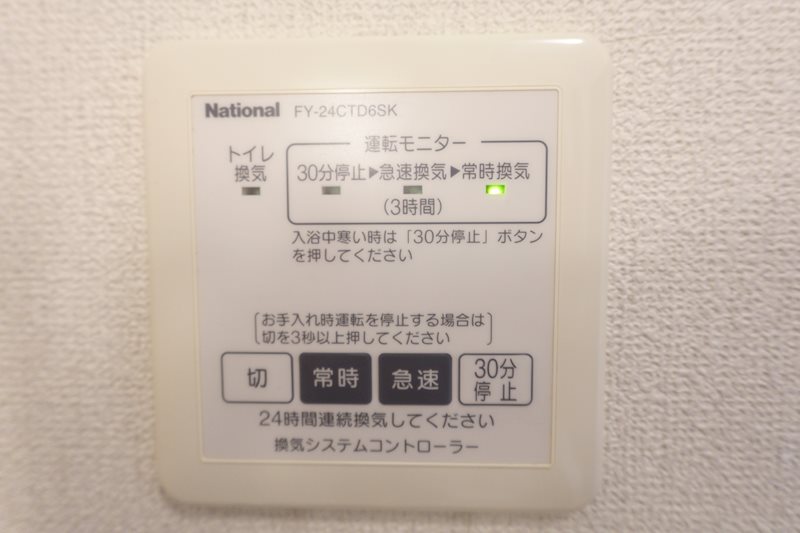 National FY-24CTD6SK
運転モニター
トイレ
換気
30分停止▶急速換気▶常時換気
(3時間)
入浴中寒い時は「30分停止」ボタン
を押してください
お手入れ時運転を停止する場合は
切を3秒以上押してください
切 常時 急速 30分
停止
24時間連続換気してください
換気システムコントローラー